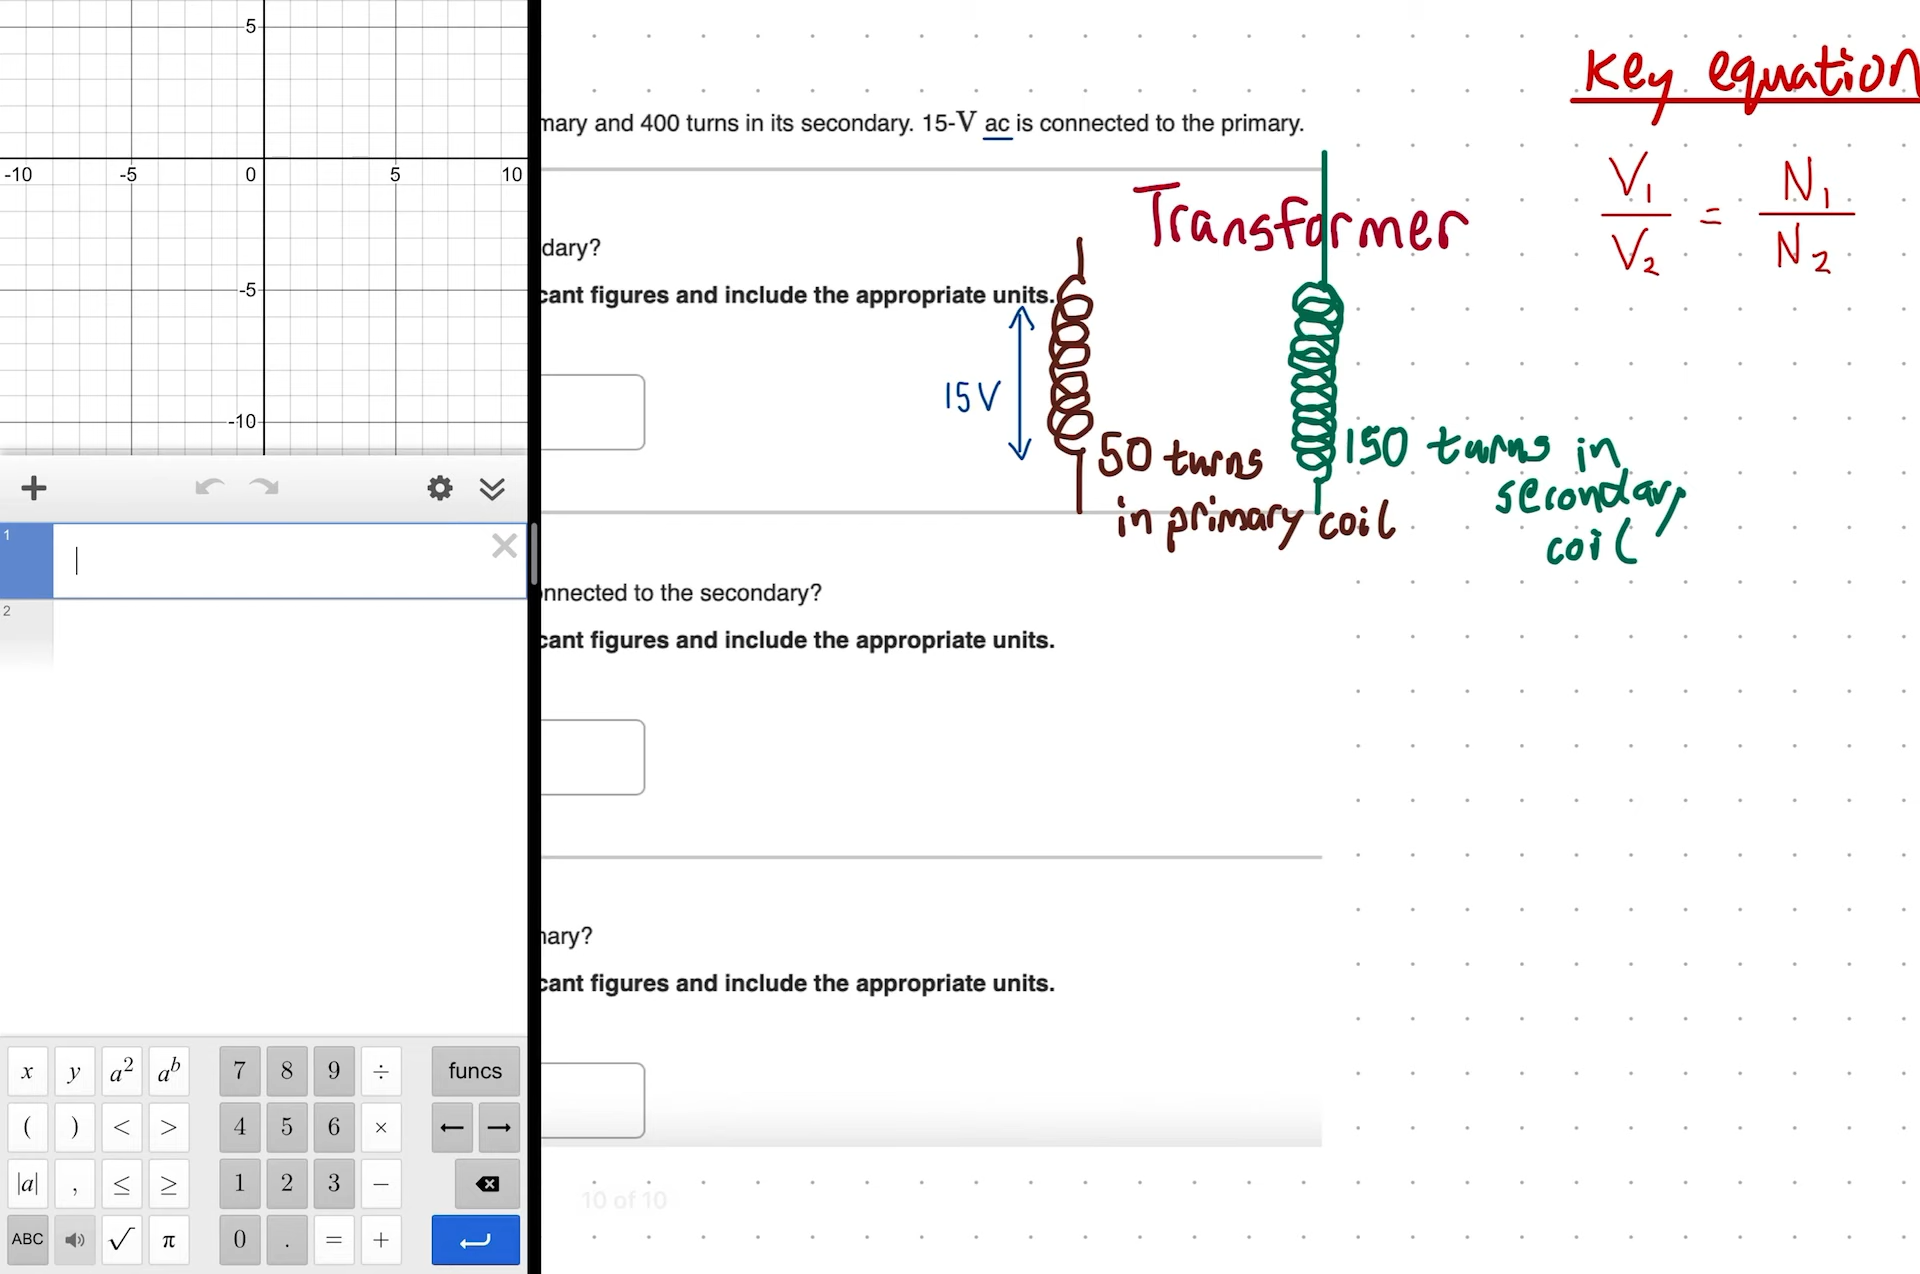 5
-10
-5
0
5
10
-5
-10
1
2
x y a² aᵇ 7 8 9 ÷ funcs
( ) < > 4 5 6 × ← →
|a| , ≤ ≥ 1 2 3 −
ABC √ π 0 . = +
mary and 400 turns in its secondary. 15-V ac is connected to the primary.
dary?
cant figures and include the appropriate units.
nnected to the secondary?
cant figures and include the appropriate units.
nary?
cant figures and include the appropriate units.
10 of 10
Transformer
15V
50 turns
in primary coil
150 turns in
secondary
coil
Key equation
V₁/V₂ = N₁/N₂